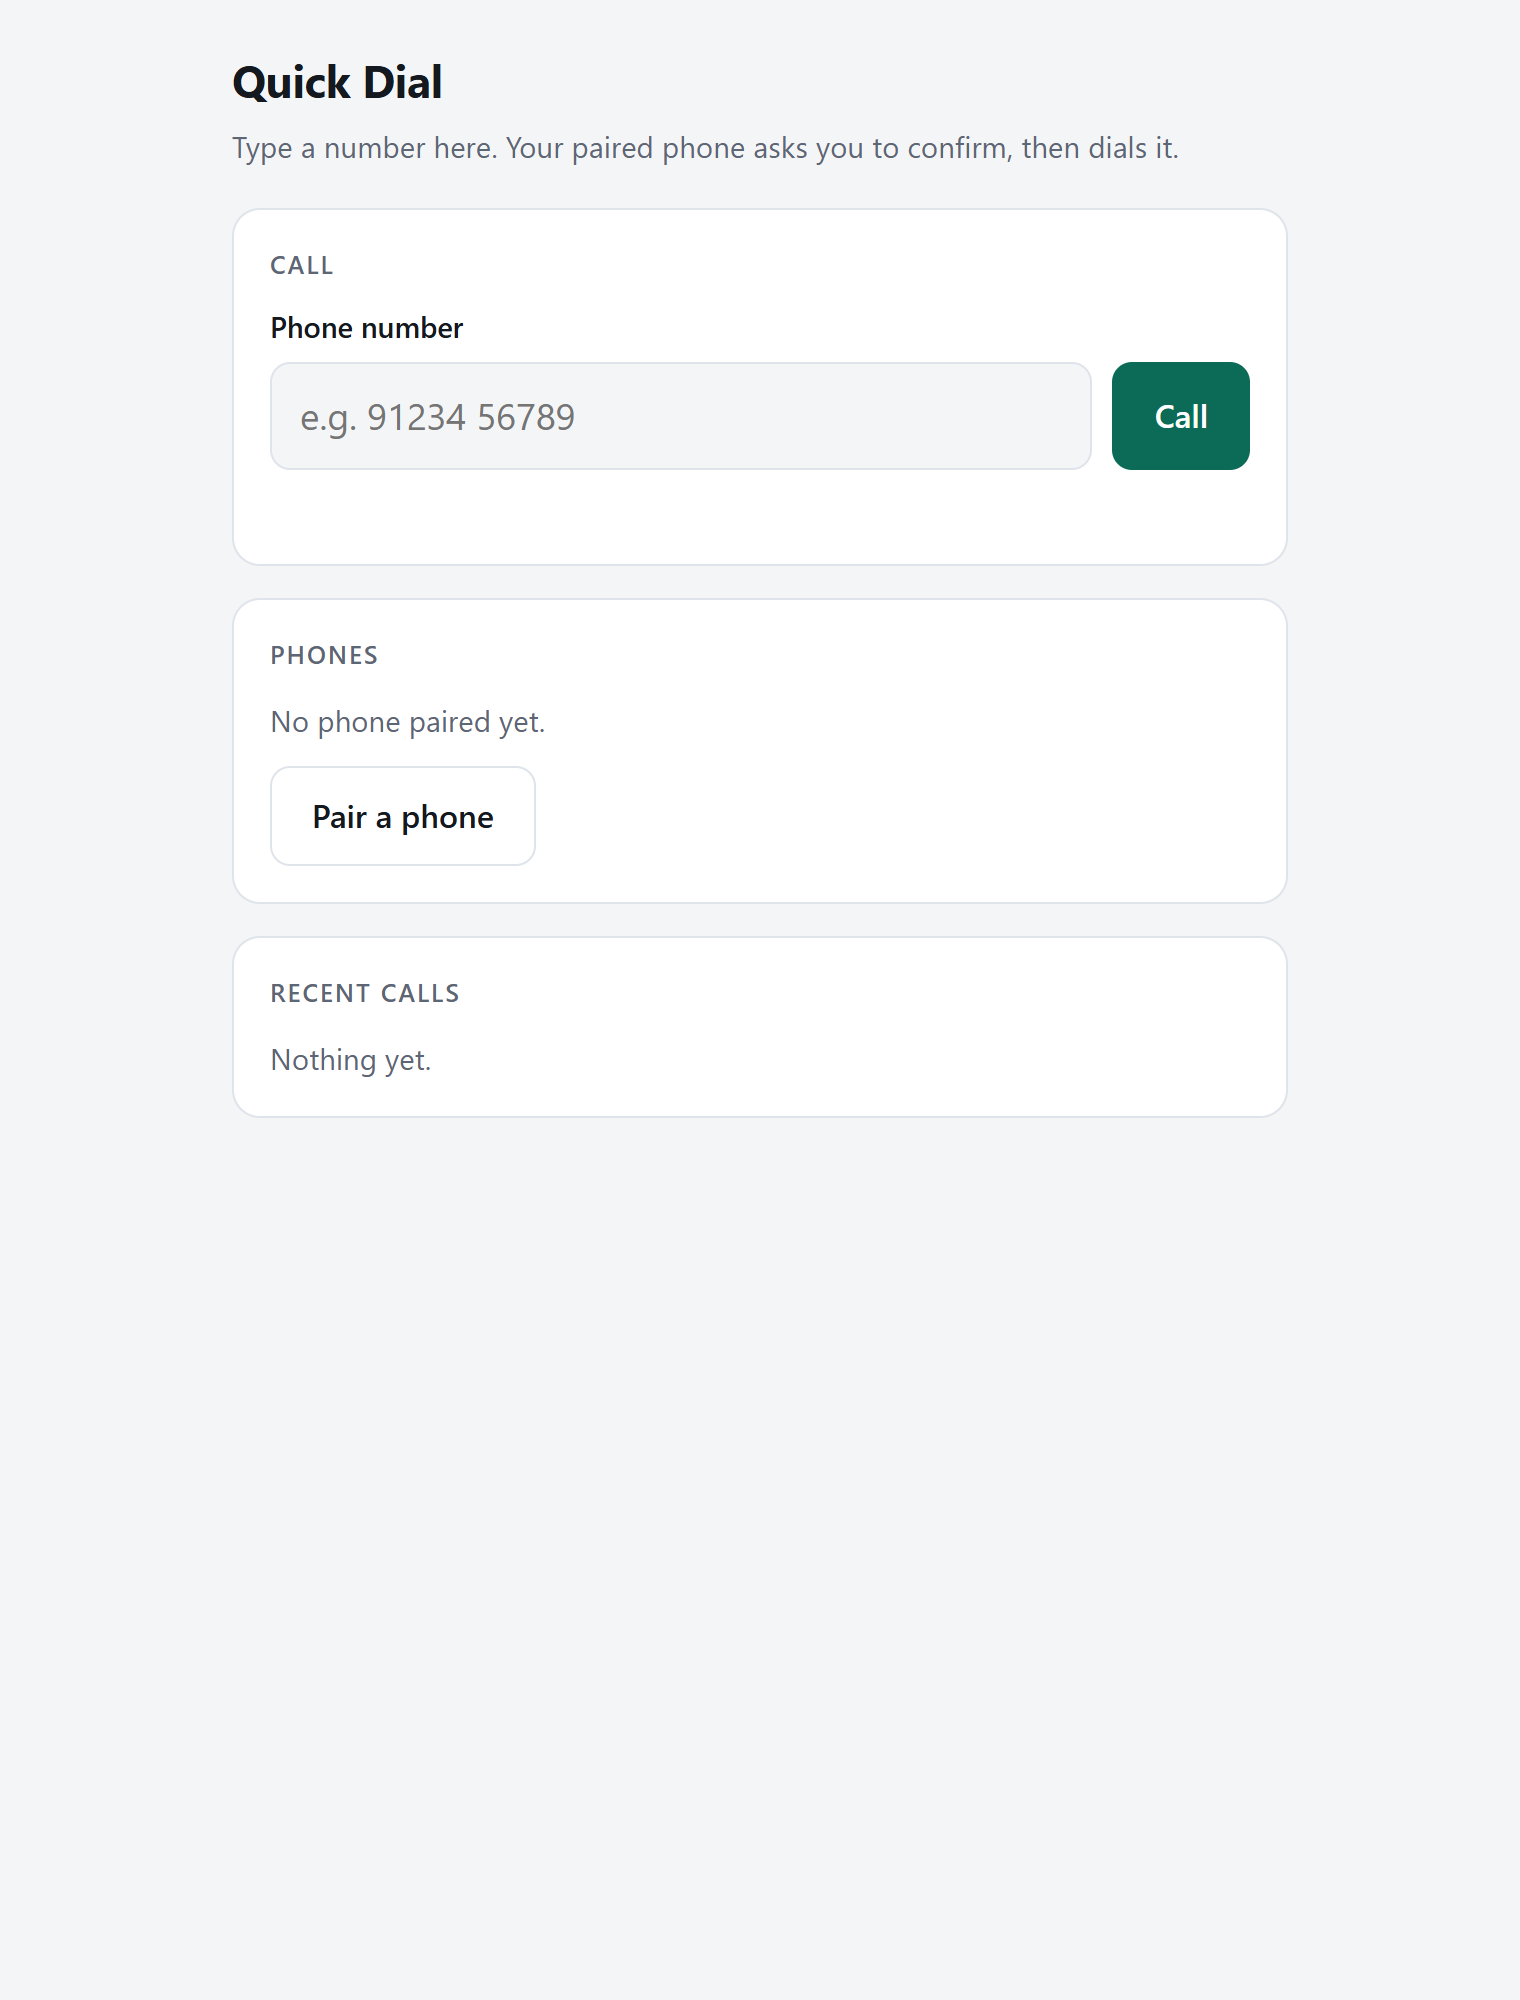 Quick Dial
Type a number here. Your paired phone asks you to confirm, then dials it.
CALL
Phone number
e.g. 91234 56789
Call
PHONES
No phone paired yet.
Pair a phone
RECENT CALLS
Nothing yet.